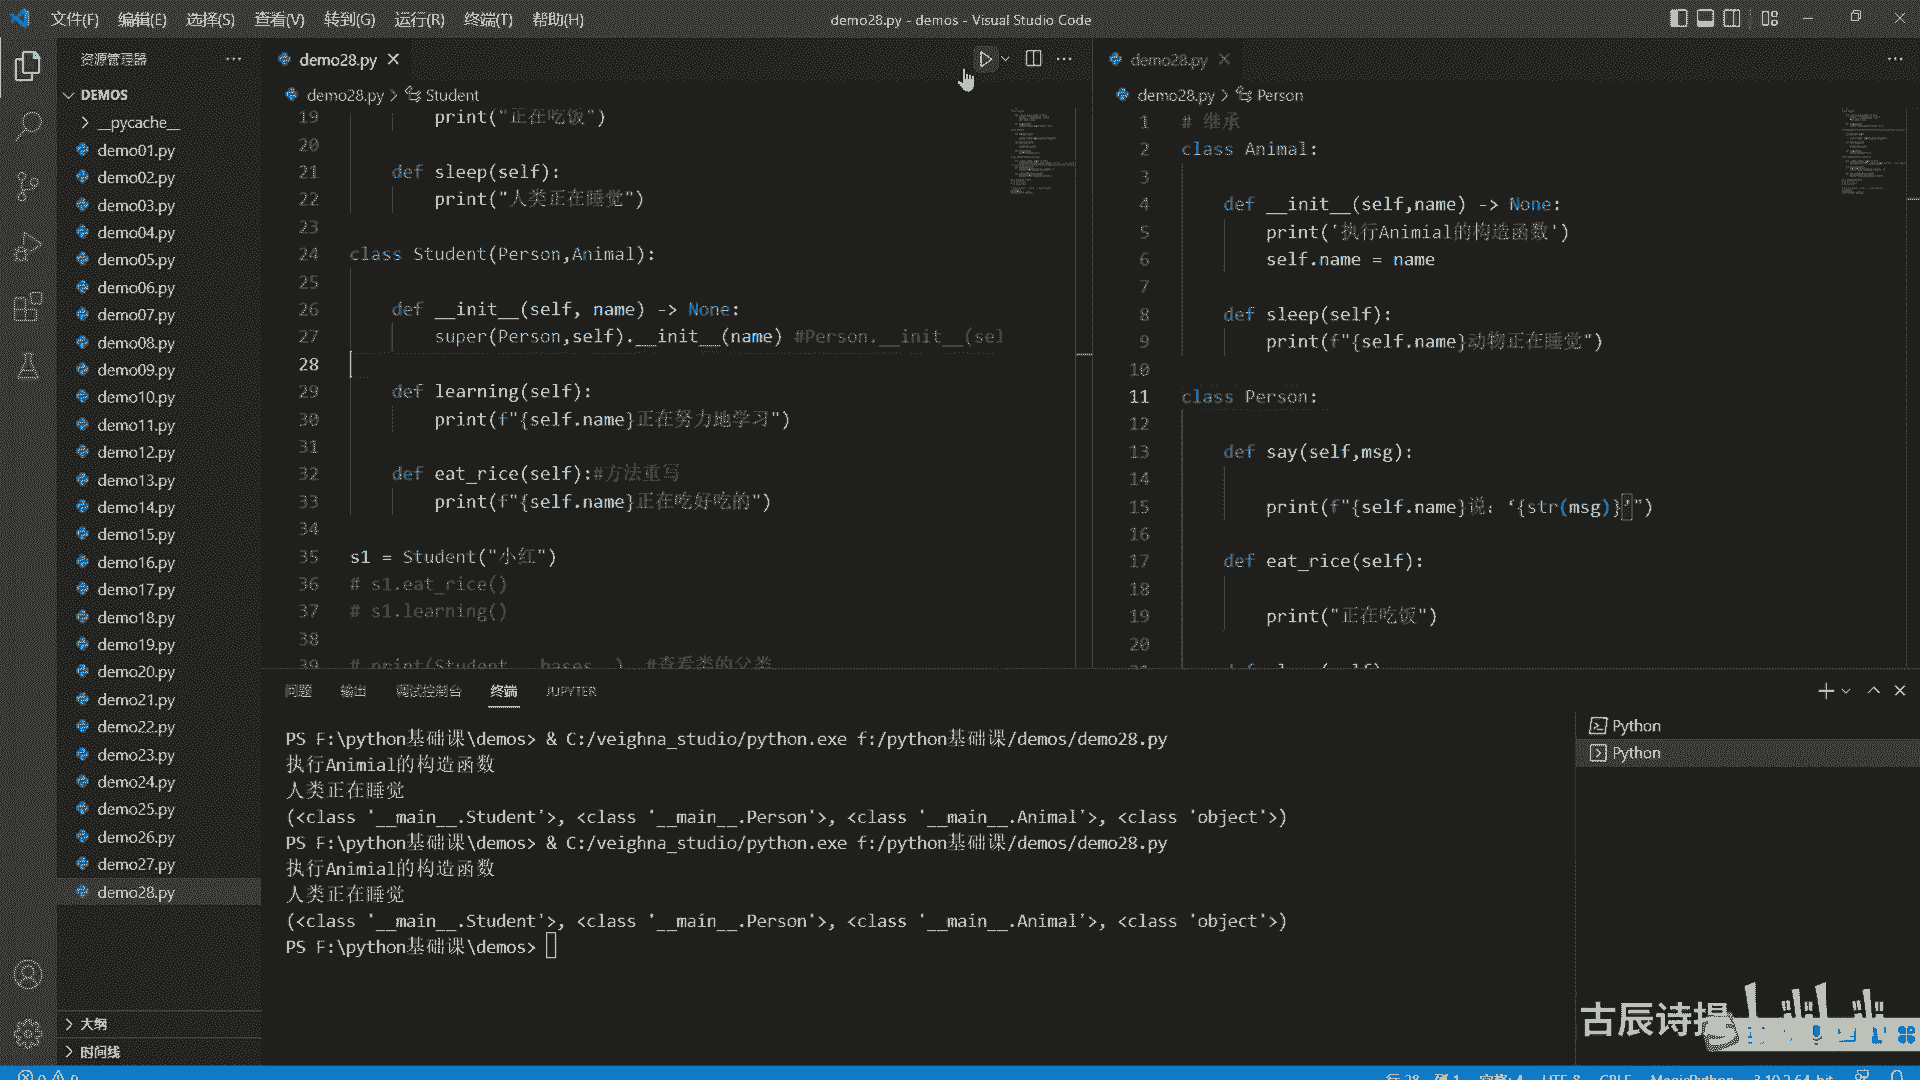 文件(F) 编辑(E) 选择(S) 查看(V) 转到(G) 运行(R) 终端(T) 帮助(H)
demo28.py - demos - Visual Studio Code
资源管理器
DEMOS
__pycache__
demo01.py
demo02.py
demo03.py
demo04.py
demo05.py
demo06.py
demo07.py
demo08.py
demo09.py
demo10.py
demo11.py
demo12.py
demo13.py
demo14.py
demo15.py
demo16.py
demo17.py
demo18.py
demo19.py
demo20.py
demo21.py
demo22.py
demo23.py
demo24.py
demo25.py
demo26.py
demo27.py
demo28.py
大纲
时间线
demo28.py
demo28.py > Student
19 print("正在吃饭")
20
21 def sleep(self):
22 print("人类正在睡觉")
23
24 class Student(Person,Animal):
25
26 def __init__(self, name) -> None:
27 super(Person,self).__init__(name) #Person.__init__(sel
28
29 def learning(self):
30 print(f"{self.name}正在努力地学习")
31
32 def eat_rice(self):#方法重写
33 print(f"{self.name}正在吃好吃的")
34
35 s1 = Student("小红")
36 # s1.eat_rice()
37 # s1.learning()
38
39 # print(Student.__bases__) #查看类的父类
demo28.py
demo28.py > Person
1 # 继承
2 class Animal:
3
4 def __init__(self,name) -> None:
5 print('执行Animial的构造函数')
6 self.name = name
7
8 def sleep(self):
9 print(f"{self.name}动物正在睡觉")
10
11 class Person:
12
13 def say(self,msg):
14
15 print(f"{self.name}说：‘{str(msg)}’")
16
17 def eat_rice(self):
18
19 print("正在吃饭")
20
问题 输出 调试控制台 终端 JUPYTER
PS F:\python基础课\demos> & C:/veighna_studio/python.exe f:/python基础课/demos/demo28.py
执行Animial的构造函数
人类正在睡觉
(<class '__main__.Student'>, <class '__main__.Person'>, <class '__main__.Animal'>, <class 'object'>)
PS F:\python基础课\demos> & C:/veighna_studio/python.exe f:/python基础课/demos/demo28.py
执行Animial的构造函数
人类正在睡觉
(<class '__main__.Student'>, <class '__main__.Person'>, <class '__main__.Animal'>, <class 'object'>)
PS F:\python基础课\demos>
Python
Python
古辰诗提